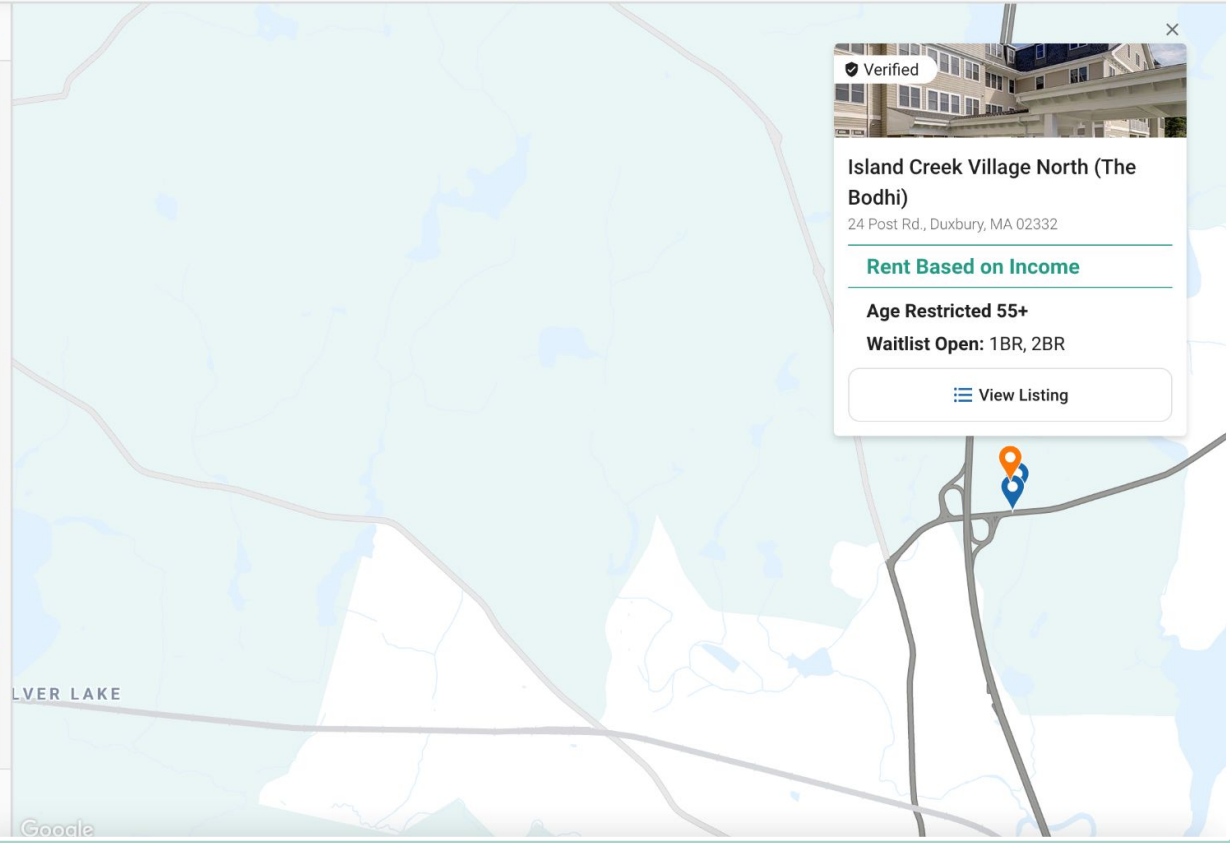 Verified
Island Creek Village North (The
Bodhi)
24 Post Rd., Duxbury, MA 02332
Rent Based on Income
Age Restricted 55+
Waitlist Open: 1BR, 2BR
View Listing
LVER LAKE
Google